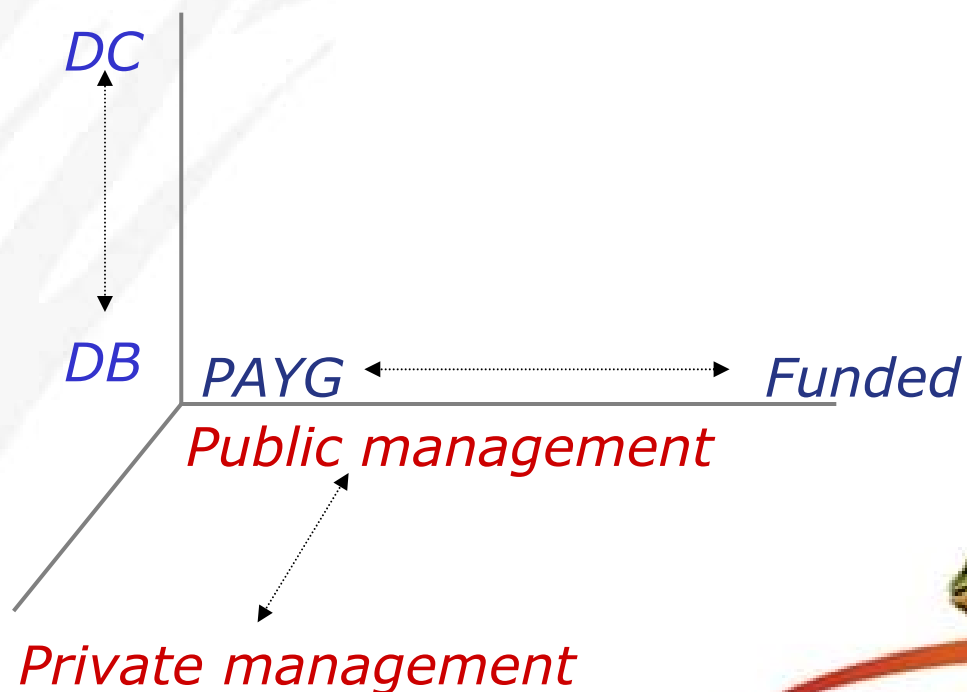 DC
DB
PAYG
Funded
Public management
Private management